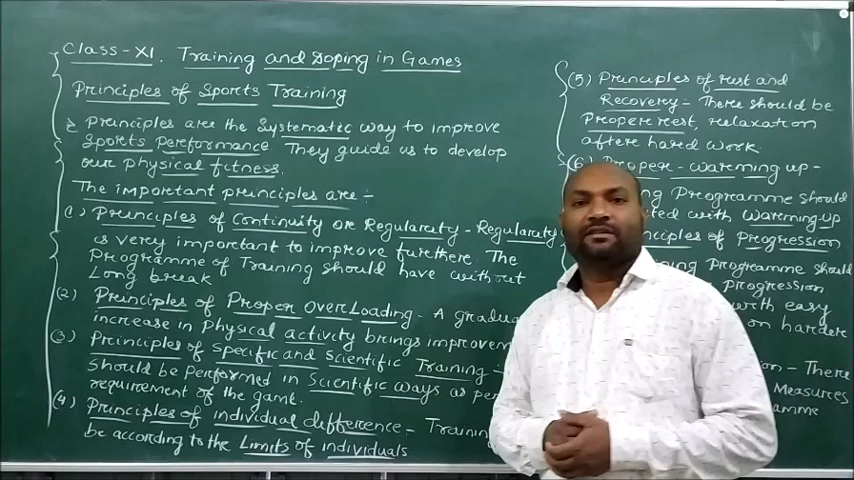 Class-XI. Training and Doping in Games
Principles of Sports Training
Principles are the Systematic way to improve
Sports Performance. They guide us to develop
our physical fitness.
The important principles are:-
(1) Principles of Continuity or Regularity - Regularity
is very important to improve further. The
Programme of Training should have without
Long break
(2) Principles of Proper OverLoading. - A
increase in Physical activity brings
(3) Principles of Specific and Scientific Training -
should be Performed in Scientific ways as
requirement of the game.
(4) Principles of individual difference -
be according to the Limits of individuals
(5) Principles of rest and
Recovery - There should be
Proper rest, relaxation
after hard work.
(6) Proper - warming up -
Programme should
with warming up
of Progression
Programme should
Progression
with easy
on harder
- There
Measures